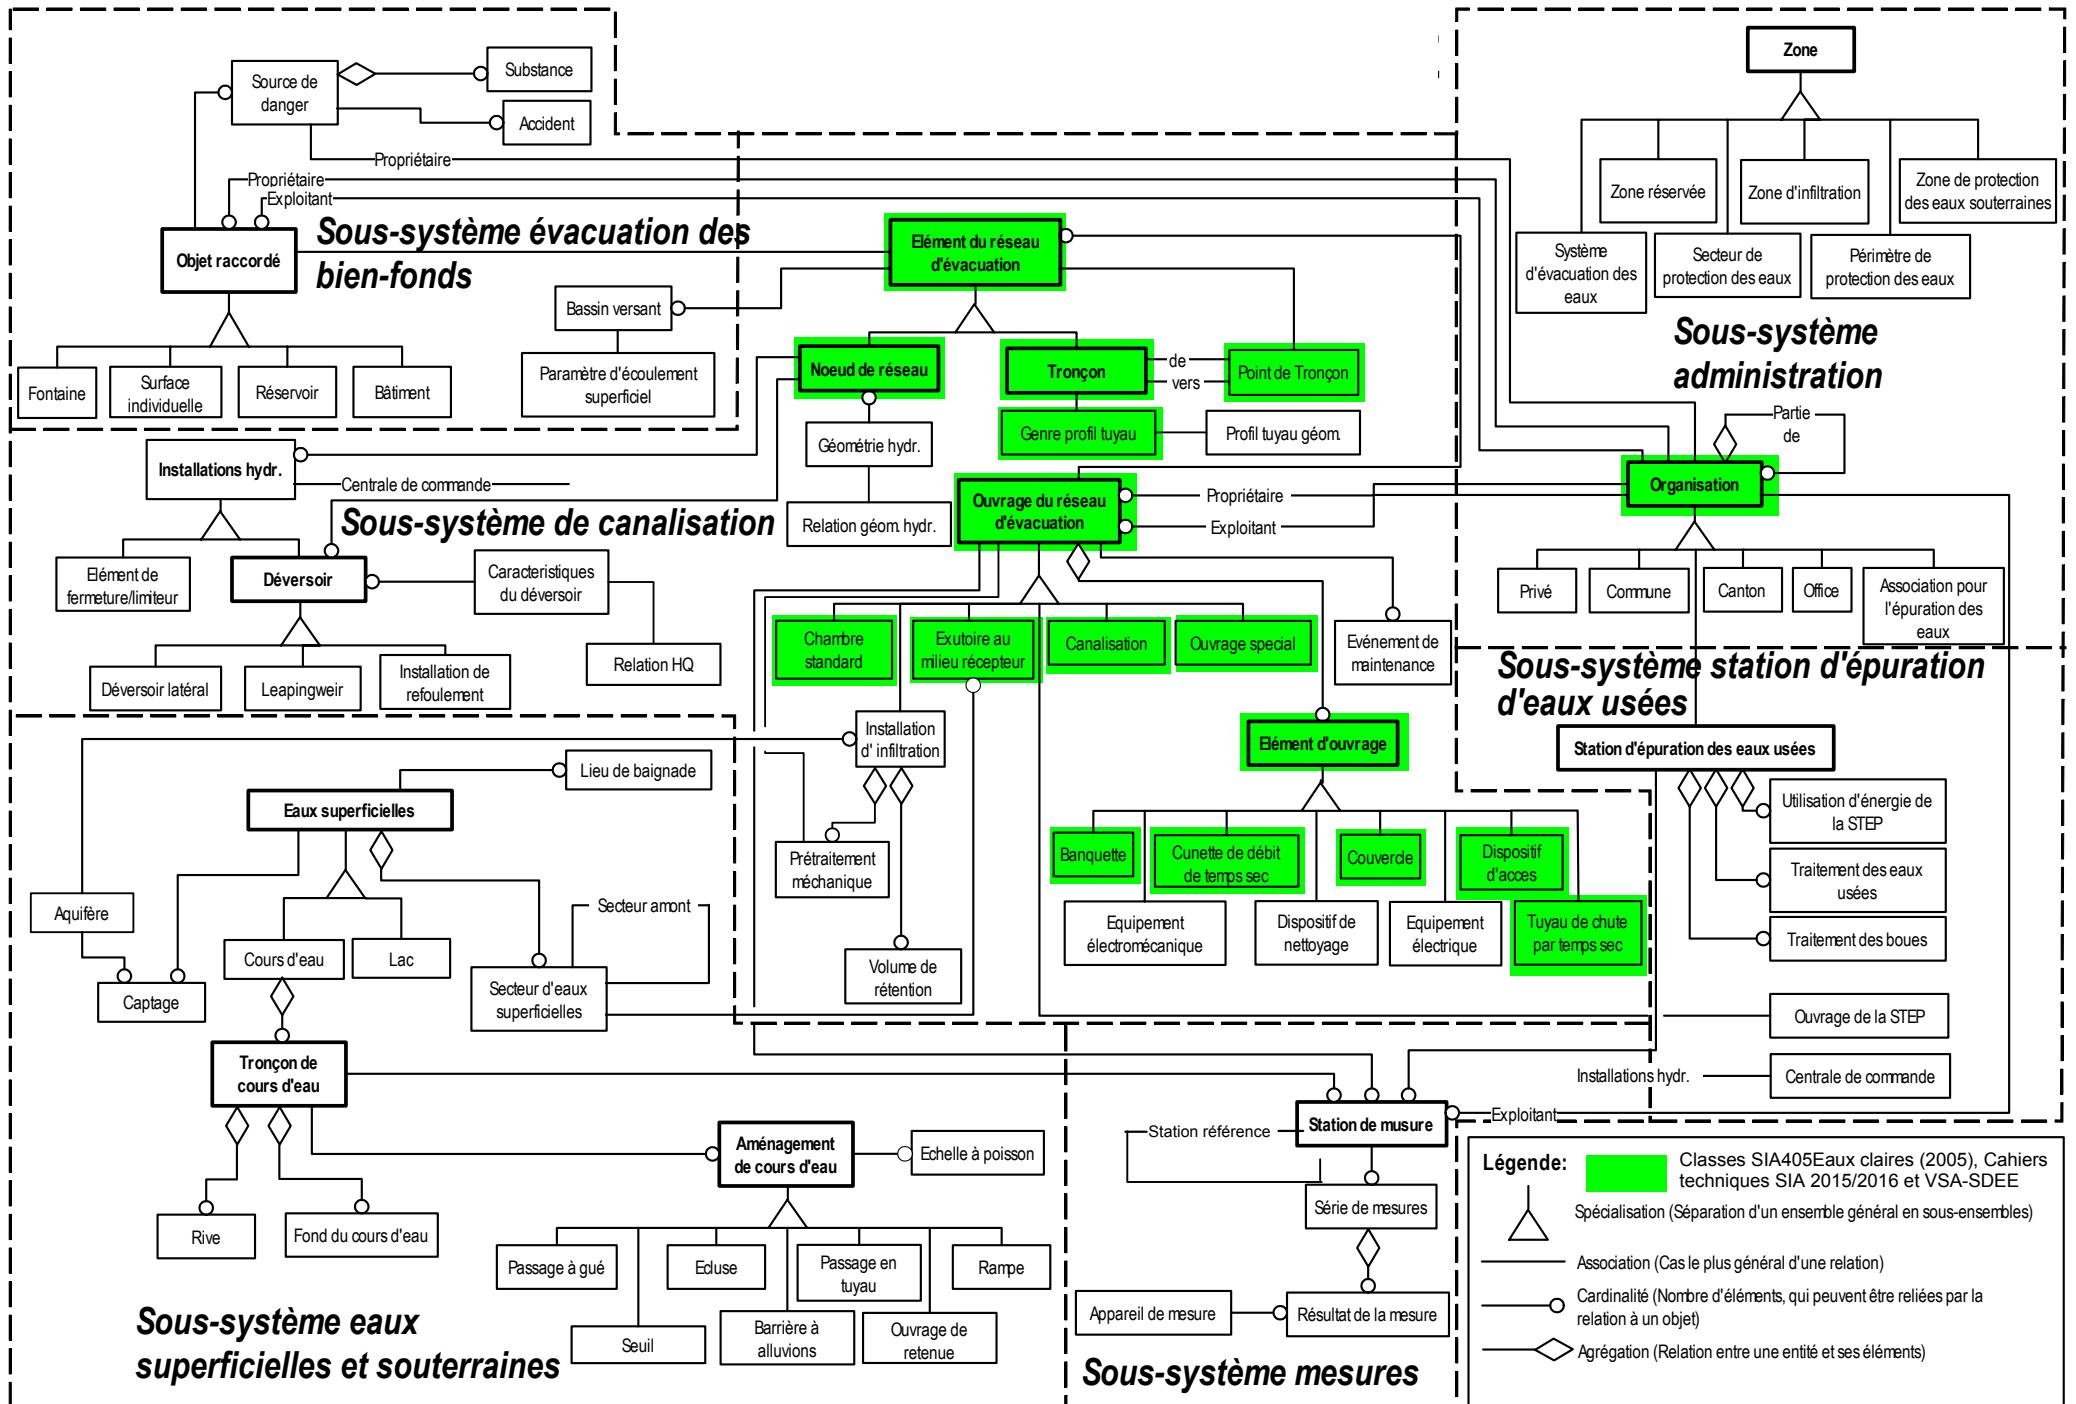 Source de
danger
Substance
Accident
Propriétaire
Propriétaire
Exploitant
Objet raccordé
Sous-système évacuation des
bien-fonds
Fontaine
Surface
individuelle
Réservoir
Bâtiment
Bassin versant
Paramètre d'écoulement
superficiel
Elément du réseau
d'évacuation
Noeud de réseau
Tronçon
de
vers
Point de Tronçon
Genre profil tuyau
Profil tuyau géom.
Géométrie hydr.
Relation géom. hydr.
Zone
Zone réservée
Zone d'infiltration
Zone de protection
des eaux souterraines
Système
d'évacuation des
eaux
Secteur de
protection des eaux
Périmètre de
protection des eaux
Sous-système
administration
Partie
de
Organisation
Privé
Commune
Canton
Office
Association pour
l'épuration des
eaux
Installations hydr.
Centrale de commande
Sous-système de canalisation
Elément de
fermeture/limiteur
Déversoir
Caracteristiques
du déversoir
Relation HQ
Déversoir latéral
Leapingweir
Installation de
refoulement
Ouvrage du réseau
d'évacuation
Propriétaire
Exploitant
Chambre
standard
Exutoire au
milieu récepteur
Canalisation
Ouvrage special
Evénement de
maintenance
Installation
d' infiltration
Prétraitement
méchanique
Volume de
rétention
Elément d'ouvrage
Banquette
Cunette de débit
de temps sec
Couvercle
Dispositif
d'acces
Equipement
électromécanique
Dispositif de
nettoyage
Equipement
électrique
Tuyau de chute
par temps sec
Sous-système station d'épuration
d'eaux usées
Station d'épuration des eaux usées
Utilisation d'énergie de
la STEP
Traitement des eaux
usées
Traitement des boues
Ouvrage de la STEP
Installations hydr.
Centrale de commande
Lieu de baignade
Eaux superficielles
Aquifère
Captage
Cours d'eau
Lac
Secteur amont
Secteur d'eaux
superficielles
Tronçon de
cours d'eau
Rive
Fond du cours d'eau
Aménagement
de cours d'eau
Echelle à poisson
Passage à gué
Ecluse
Passage en
tuyau
Rampe
Seuil
Barrière à
alluvions
Ouvrage de
retenue
Sous-système eaux
superficielles et souterraines
Station référence
Station de musure
Exploitant
Série de mesures
Appareil de mesure
Résultat de la mesure
Sous-système mesures
Légende:
Classes SIA405Eaux claires (2005), Cahiers
techniques SIA 2015/2016 et VSA-SDEE
Spécialisation (Séparation d'un ensemble général en sous-ensembles)
Association (Cas le plus général d'une relation)
Cardinalité (Nombre d'éléments, qui peuvent être reliées par la
relation à un objet)
Agrégation (Relation entre une entité et ses éléments)